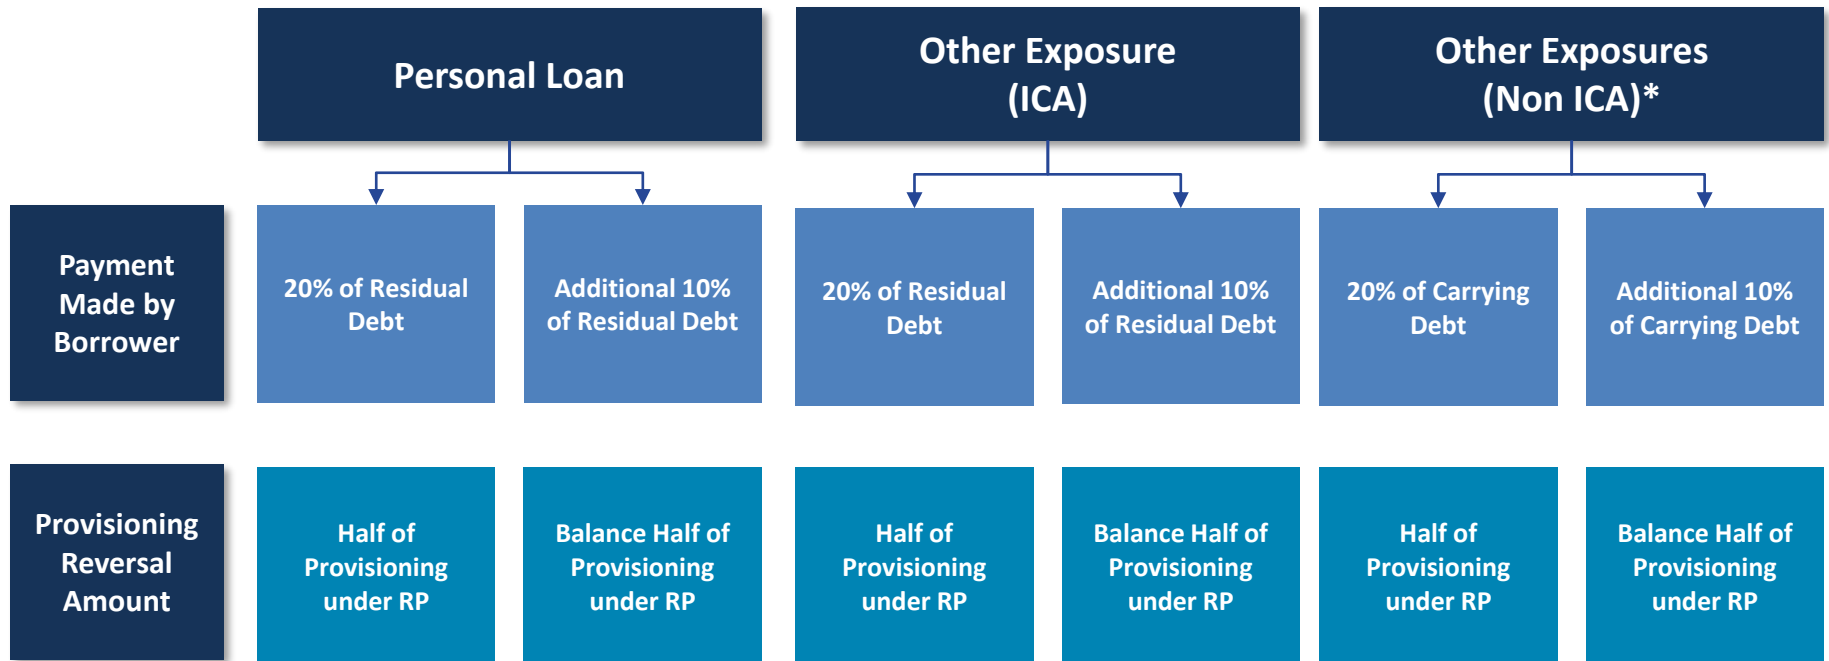 Personal Loan
Other Exposure
(ICA)
Other Exposures
(Non ICA)*
Payment
Made by
Borrower
20% of Residual
Debt
Additional 10%
of Residual Debt
20% of Residual
Debt
Additional 10%
of Residual Debt
20% of Carrying
Debt
Additional 10%
of Carrying Debt
Provisioning
Reversal
Amount
Half of
Provisioning
under RP
Balance Half of
Provisioning
under RP
Half of
Provisioning
under RP
Balance Half of
Provisioning
under RP
Half of
Provisioning
under RP
Balance Half of
Provisioning
under RP